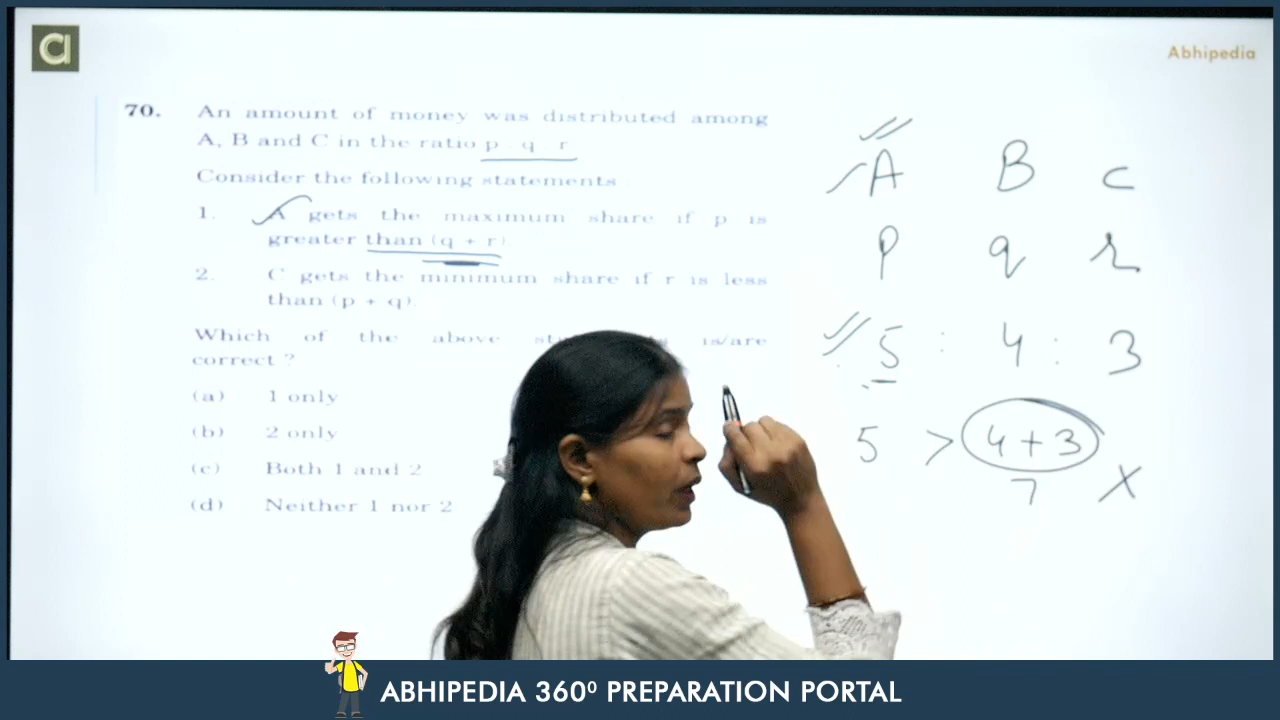 a
Abhipedia
70. An amount of money was distributed among
A, B and C in the ratio p : q : r
Consider the following statements :
1. A gets the maximum share if p is
greater than (q + r).
2. C gets the minimum share if r is less
than (p + q).
Which of the above is/are
correct ?
(a) 1 only
(b) 2 only
(c) Both 1 and 2
(d) Neither 1 nor 2
A B C
p q r
5 : 4 : 3
5 > 4 + 3
7 X
ABHIPEDIA 360⁰ PREPARATION PORTAL